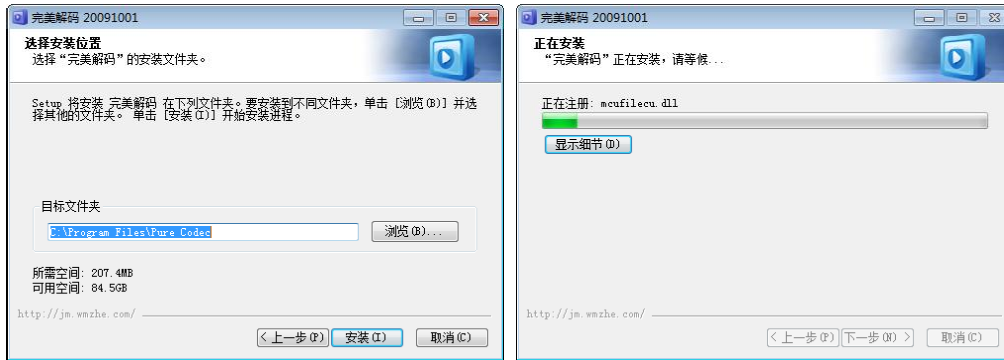 完美解码 20091001
选择安装位置
选择“完美解码”的安装文件夹。
Setup 将安装 完美解码 在下列文件夹。要安装到不同文件夹，单击 [浏览(B)] 并选
择其他的文件夹。 单击 [安装(I)] 开始安装进程。
目标文件夹
C:\Program Files\Pure Codec
浏览(B)...
所需空间: 207.4MB
可用空间: 84.5GB
http://jm.wmzhe.com/
< 上一步(P)
安装(I)
取消(C)
完美解码 20091001
正在安装
“完美解码”正在安装，请等候...
正在注册: mcufilecu.dll
显示细节(D)
http://jm.wmzhe.com/
< 上一步(P)
下一步(N) >
取消(C)